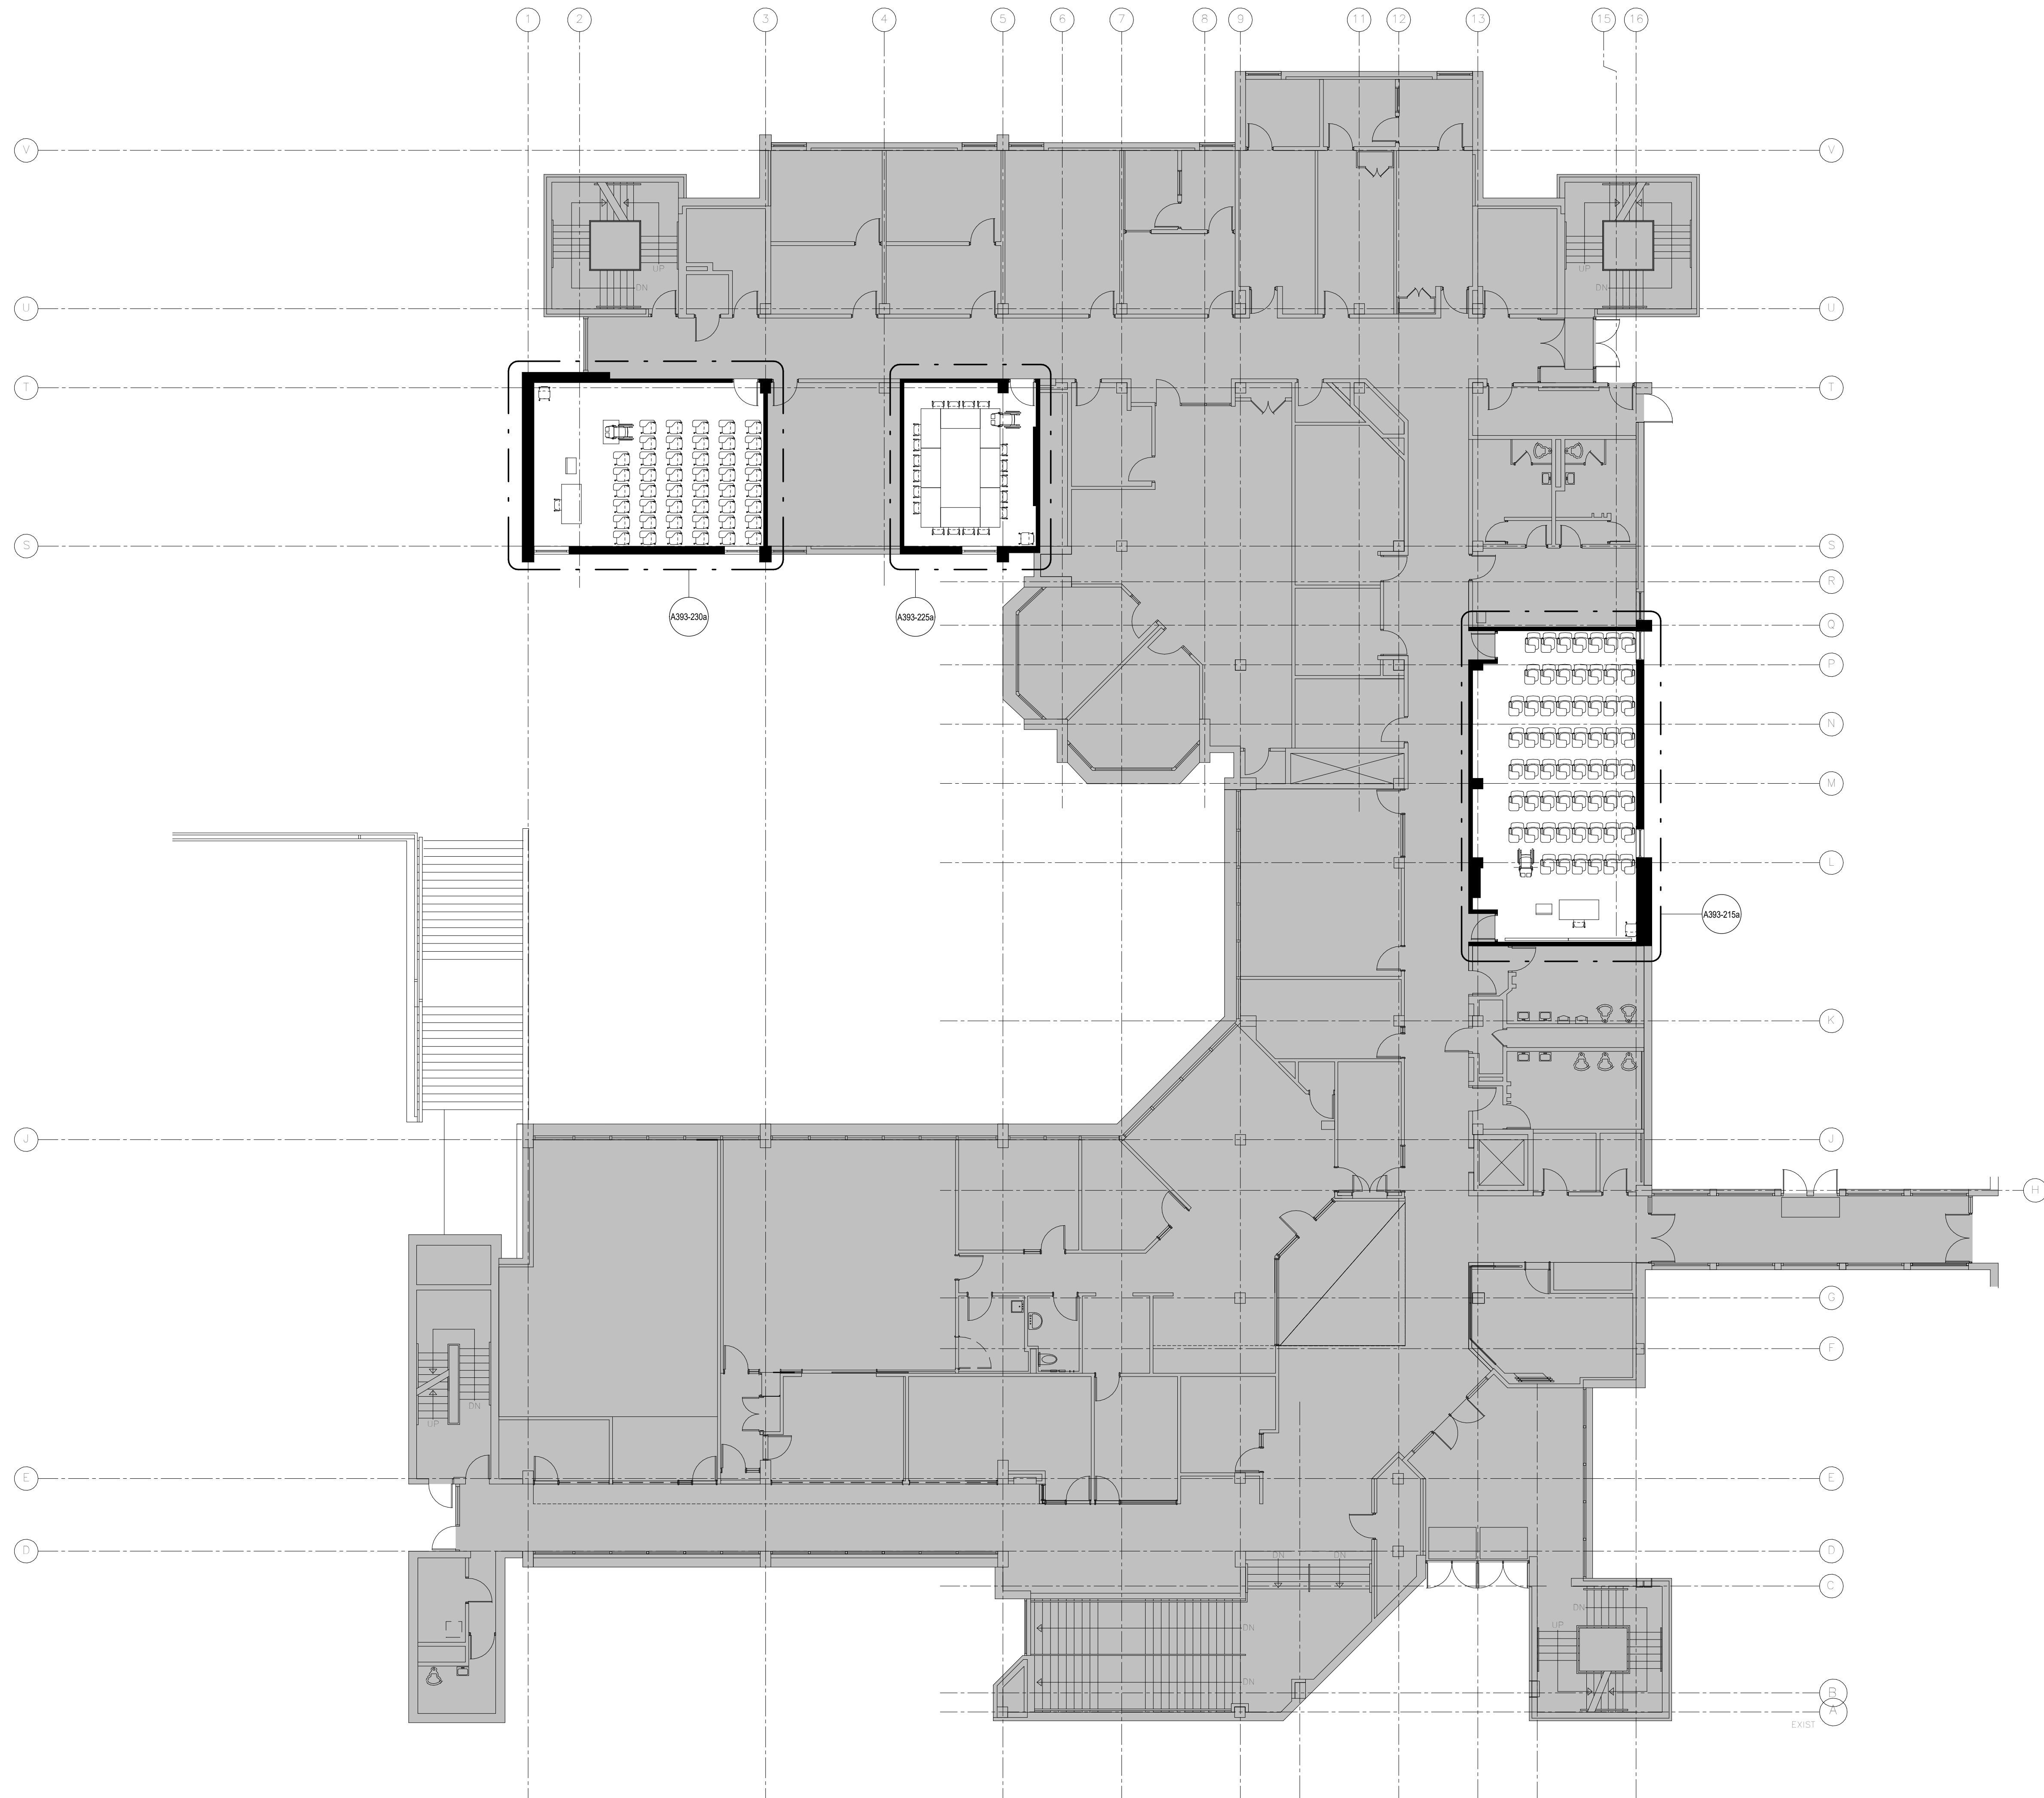 1 2 3 4 5 6 7 8 9 11 12 13 15 16
V V
UP UP
DN DN
U U
T T
S S
R
A393-230a A393-225a
Q
P
N
M
L
A393-215a
K
J J
H
G
F
UP DN
E E
D D
DN DN
C
DN
UP
DN
DN
B
A
EXIST